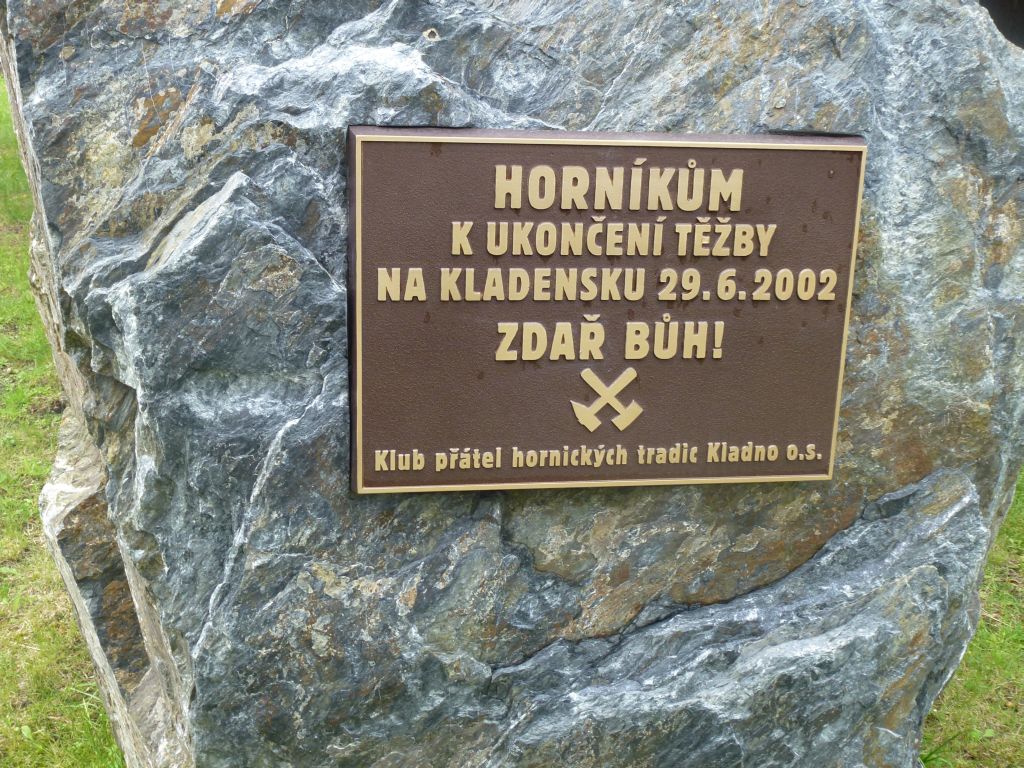 HORNÍKŮM
K UKONČENÍ TĚŽBY
NA KLADENSKU 29.6.2002
ZDAŘ BŮH!
Klub přátel hornických tradic Kladno o.s.